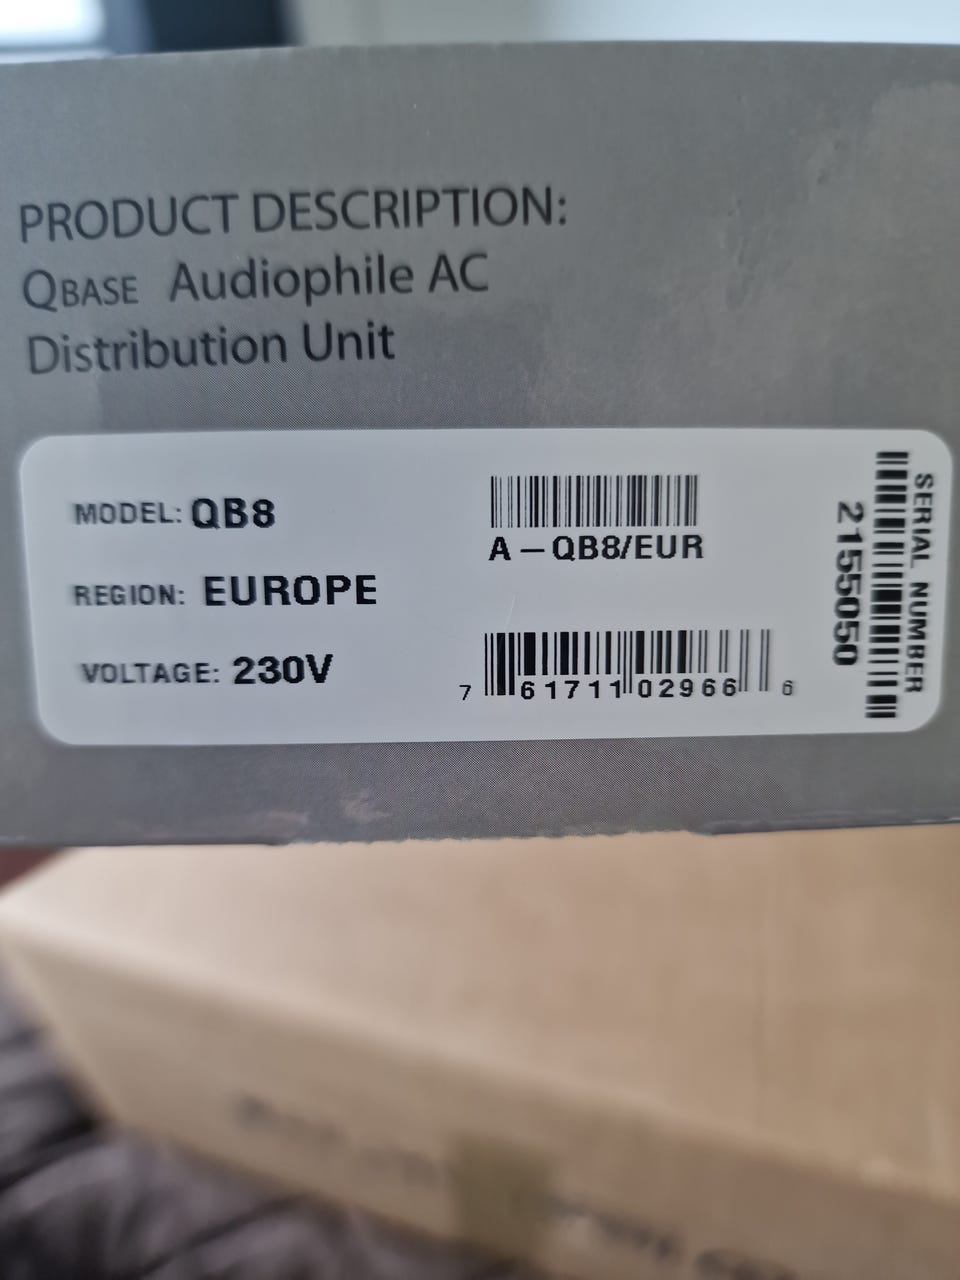 PRODUCT DESCRIPTION:
QBASE Audiophile AC
Distribution Unit
MODEL: QB8
REGION: EUROPE
VOLTAGE: 230V
A-QB8/EUR
7 61711 02966 6
SERIAL NUMBER
2155050